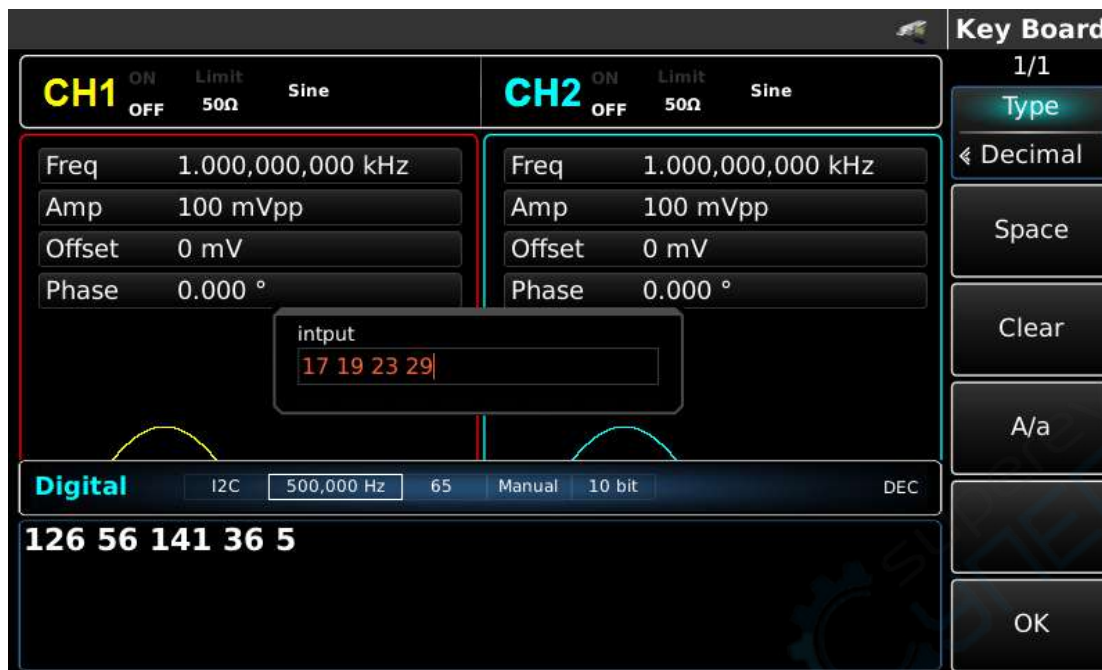 Key Board
1/1
Type
Decimal
Space
Clear
A/a
OK
CH1 ON OFF Limit 50Ω Sine
CH2 ON OFF Limit 50Ω Sine
Freq 1.000,000,000 kHz
Amp 100 mVpp
Offset 0 mV
Phase 0.000 °
Freq 1.000,000,000 kHz
Amp 100 mVpp
Offset 0 mV
Phase 0.000 °
intput
17 19 23 29
Digital I2C 500,000 Hz 65 Manual 10 bit DEC
126 56 141 36 5